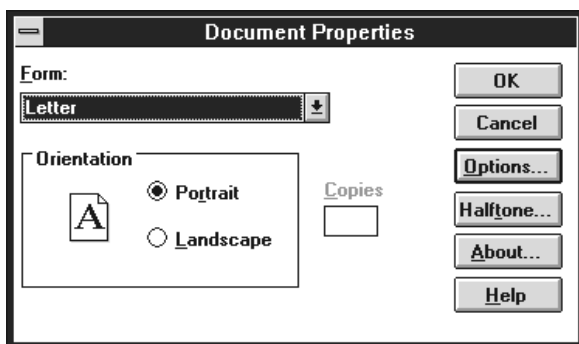 Document Properties
Form:
Letter
Orientation
A
Portrait
Landscape
Copies
OK
Cancel
Options...
Halftone...
About...
Help